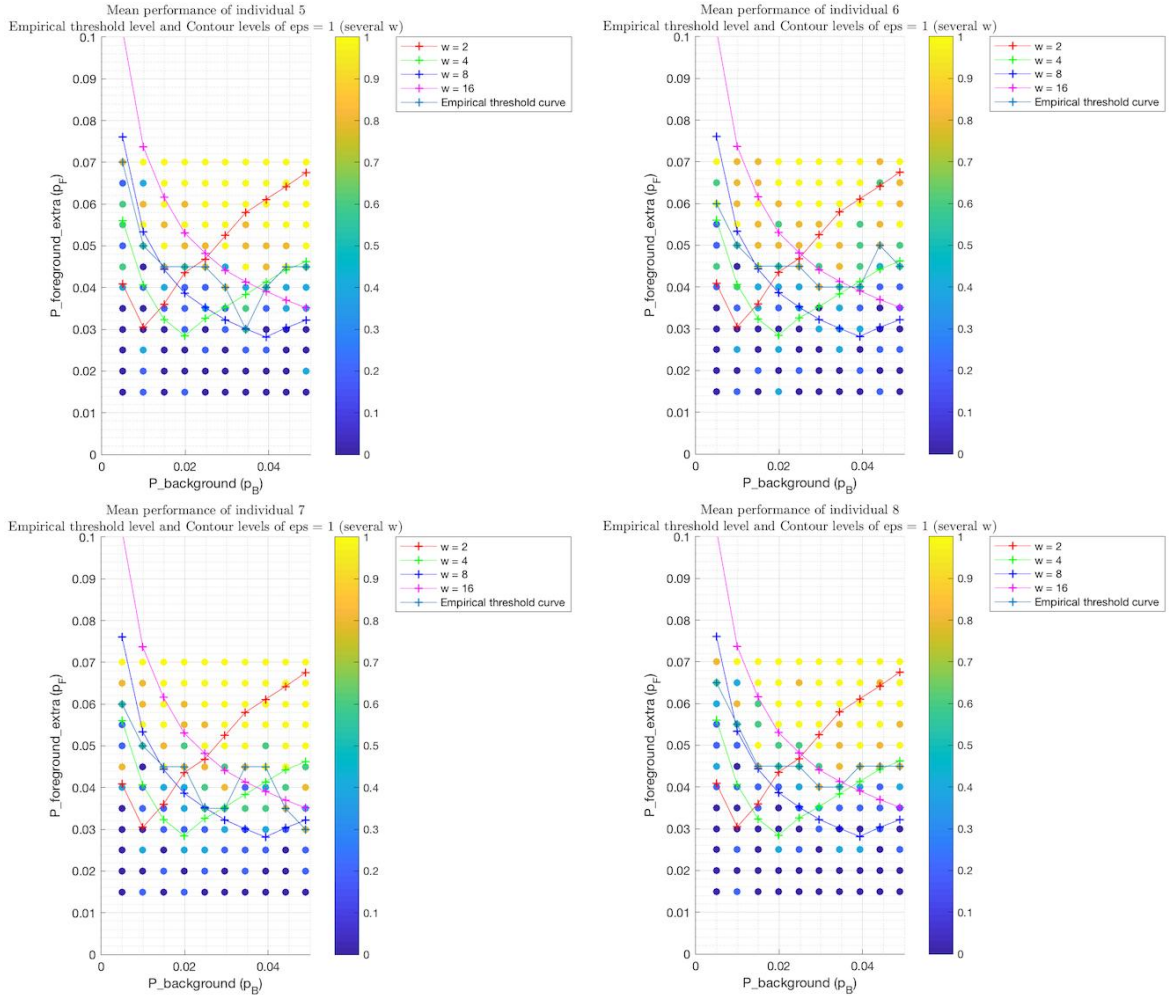 Mean performance of individual 5
Empirical threshold level and Contour levels of eps = 1 (several w)
0.1
0.09
0.08
0.07
0.06
0.05
0.04
0.03
0.02
0.01
0
P_foreground_extra (p_F)
0
0.02
0.04
P_background (p_B)
1
0.9
0.8
0.7
0.6
0.5
0.4
0.3
0.2
0.1
0
w = 2
w = 4
w = 8
w = 16
Empirical threshold curve
Mean performance of individual 6
Empirical threshold level and Contour levels of eps = 1 (several w)
0.1
0.09
0.08
0.07
0.06
0.05
0.04
0.03
0.02
0.01
0
P_foreground_extra (p_F)
0
0.02
0.04
P_background (p_B)
1
0.9
0.8
0.7
0.6
0.5
0.4
0.3
0.2
0.1
0
w = 2
w = 4
w = 8
w = 16
Empirical threshold curve
Mean performance of individual 7
Empirical threshold level and Contour levels of eps = 1 (several w)
0.1
0.09
0.08
0.07
0.06
0.05
0.04
0.03
0.02
0.01
0
P_foreground_extra (p_F)
0
0.02
0.04
P_background (p_B)
1
0.9
0.8
0.7
0.6
0.5
0.4
0.3
0.2
0.1
0
w = 2
w = 4
w = 8
w = 16
Empirical threshold curve
Mean performance of individual 8
Empirical threshold level and Contour levels of eps = 1 (several w)
0.1
0.09
0.08
0.07
0.06
0.05
0.04
0.03
0.02
0.01
0
P_foreground_extra (p_F)
0
0.02
0.04
P_background (p_B)
1
0.9
0.8
0.7
0.6
0.5
0.4
0.3
0.2
0.1
0
w = 2
w = 4
w = 8
w = 16
Empirical threshold curve